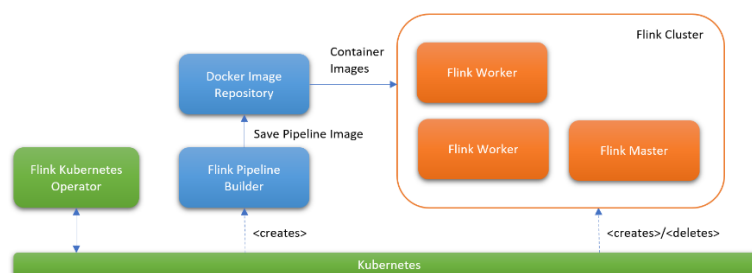 Flink Cluster
Container
Images
Docker Image
Repository
Flink Worker
Save Pipeline Image
Flink Kubernetes
Operator
Flink Pipeline
Builder
Flink Worker
Flink Master
<creates>
<creates>/<deletes>
Kubernetes